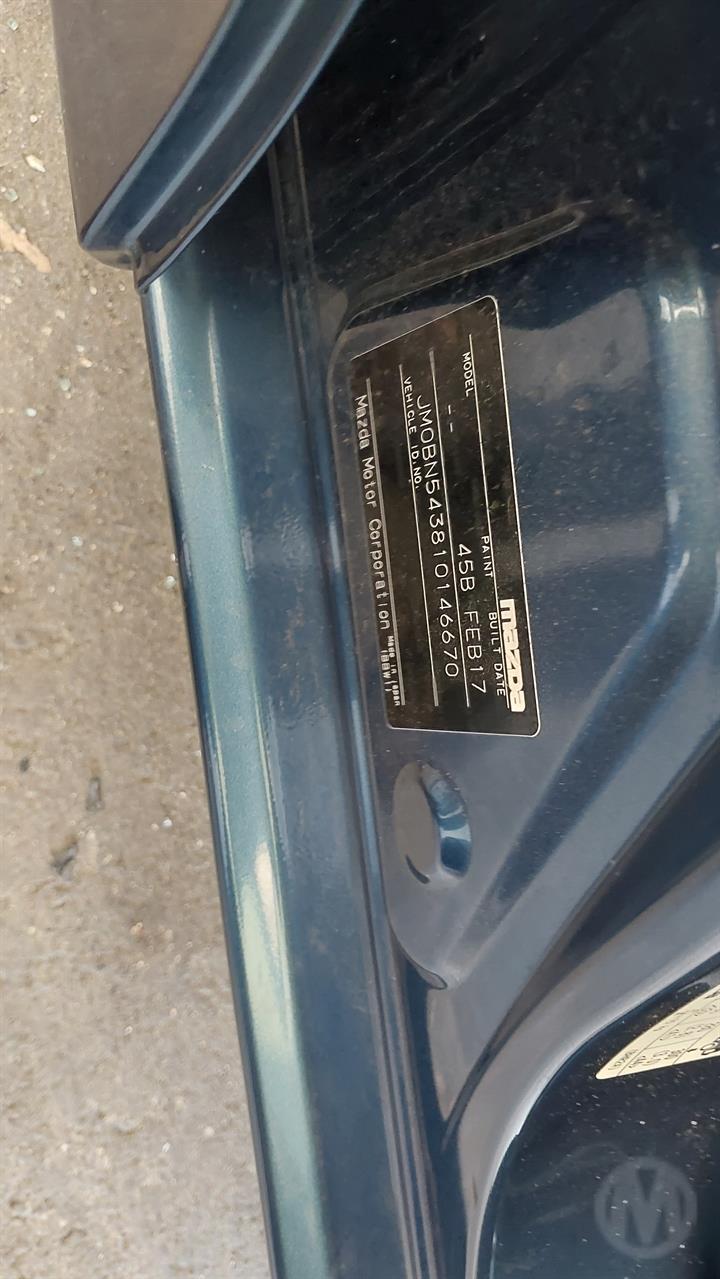 mazda
MODEL PAINT BUILT DATE
-- 45B FEB17
JM0BN543810146670
VEHICLE ID.NO.
Mazda Motor Corporation Made in Japan
M